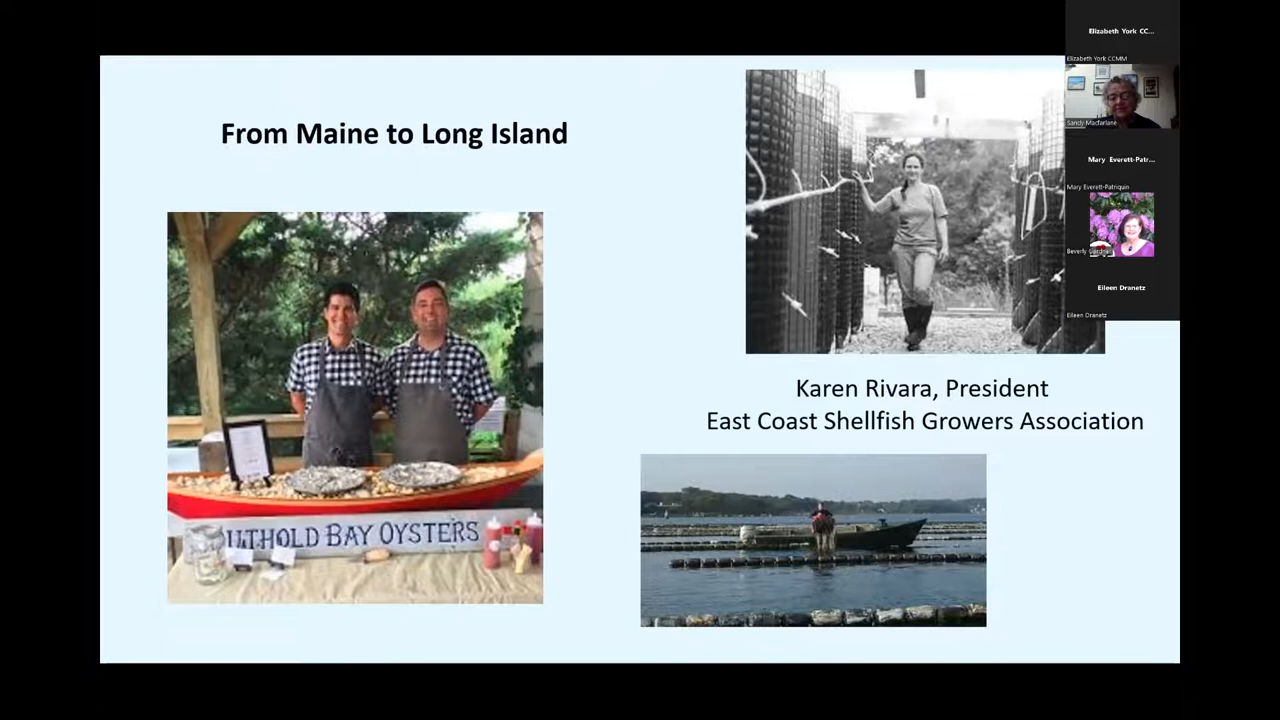 From Maine to Long Island
UTHOLD BAY OYSTERS
Karen Rivara, President
East Coast Shellfish Growers Association
Elizabeth York CC...
Elizabeth York CCMM
Sandy Macfarlane
Mary Everett-Patr...
Mary Everett-Patriquin
Beverly Gardner
Eileen Dranetz
Eileen Dranetz